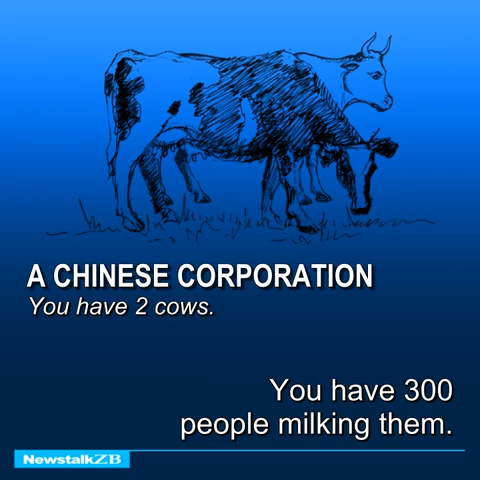 A CHINESE CORPORATION
You have 2 cows.
You have 300
people milking them.
NewstalkZB